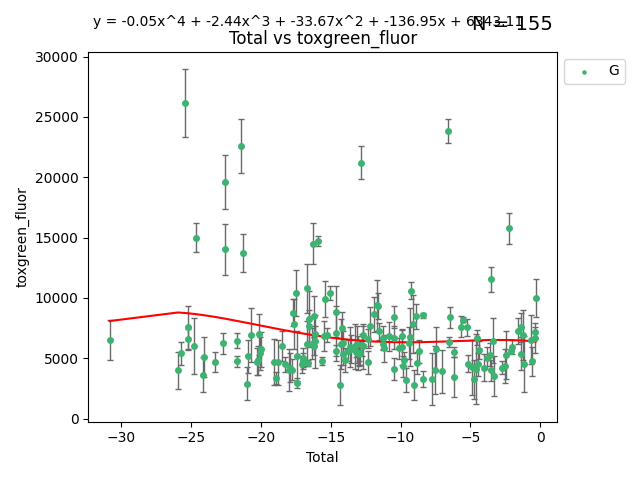 y = -0.05x^4 + -2.44x^3 + -33.67x^2 + -136.95x + 6343.11
N = 155
Total vs toxgreen_fluor
G
30000
25000
20000
15000
10000
5000
0
toxgreen_fluor
−30 −25 −20 −15 −10 −5 0
Total